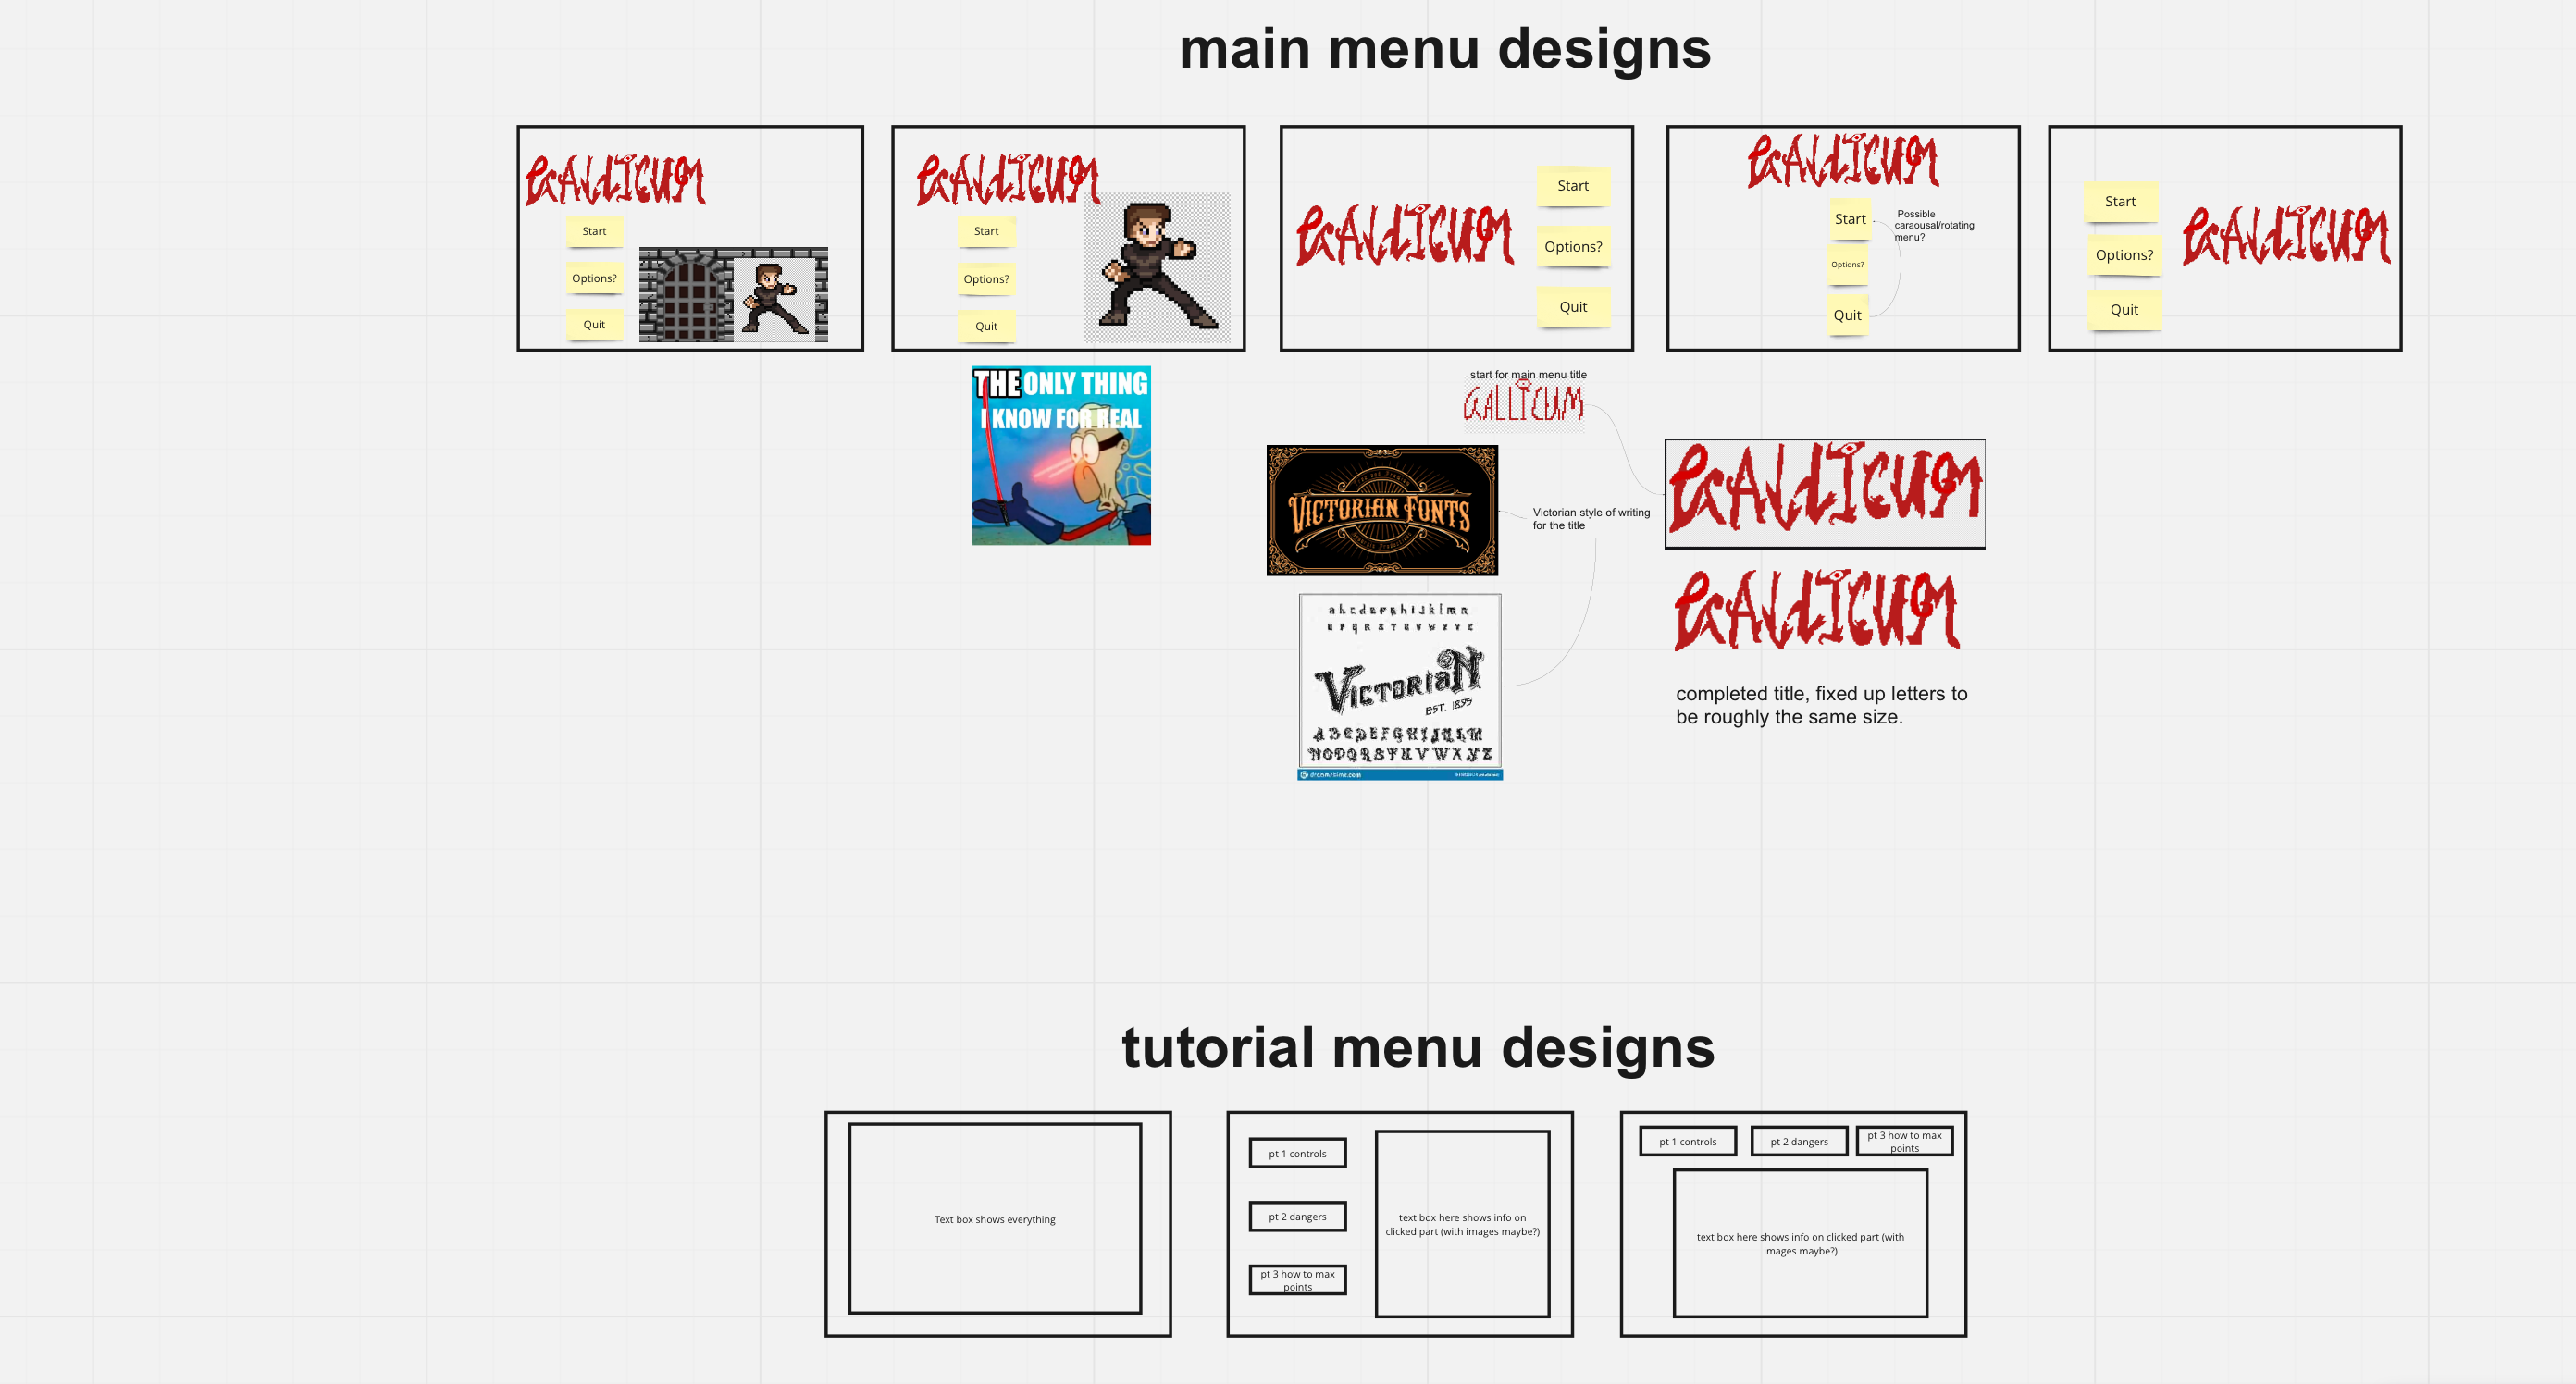 main menu designs
GALLICUM
Start
Options?
Quit
GALLICUM
Start
Options?
Quit
GALLICUM
Start
Options?
Quit
GALLICUM
Start
Options?
Quit
Possible
caraousal/rotating
menu?
Start
Options?
Quit
GALLICUM
THE ONLY THING
I KNOW FOR REAL
start for main menu title
GALLICUM
VICTORIAN FONTS
Victorian style of writing
for the title
a b c d e f g h i j k l m n
o p q r s t u v w x y z
VICTORIaN
EST. 1895
A B C D E F G H I J K L M
N O P Q R S T U V W X Y Z
dreamstime.com
GALLICUM
GALLICUM
completed title, fixed up letters to
be roughly the same size.
tutorial menu designs
Text box shows everything
pt 1 controls
pt 2 dangers
pt 3 how to max
points
text box here shows info on
clicked part (with images maybe?)
pt 1 controls
pt 2 dangers
pt 3 how to max
points
text box here shows info on clicked part (with
images maybe?)